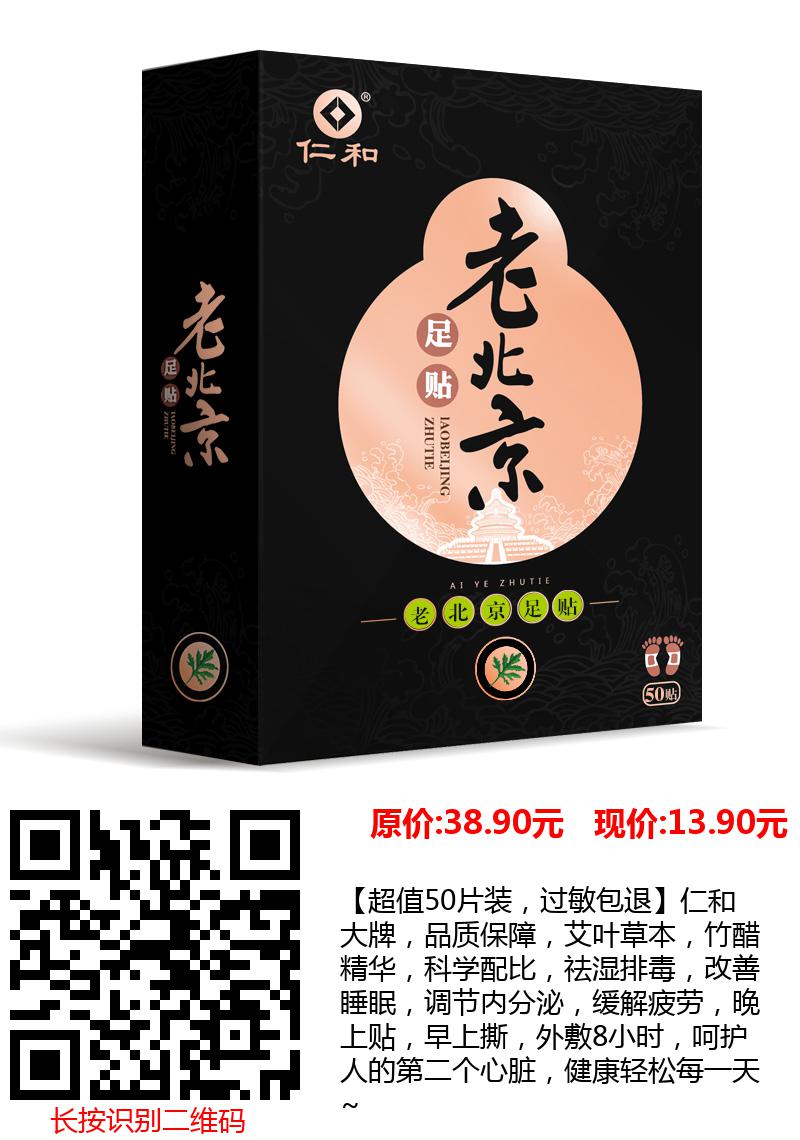 仁和
®
老北京
足贴
IAOBEIJING
ZHUTIE
老北京
足贴
IAOBEIJING
ZHUTIE
AI YE ZHUTIE
老北京足贴
50贴
原价:38.90元 现价:13.90元
【超值50片装，过敏包退】仁和
大牌，品质保障，艾叶草本，竹醋
精华，科学配比，祛湿排毒，改善
睡眠，调节内分泌，缓解疲劳，晚
上贴，早上撕，外敷8小时，呵护
人的第二个心脏，健康轻松每一天
~
长按识别二维码